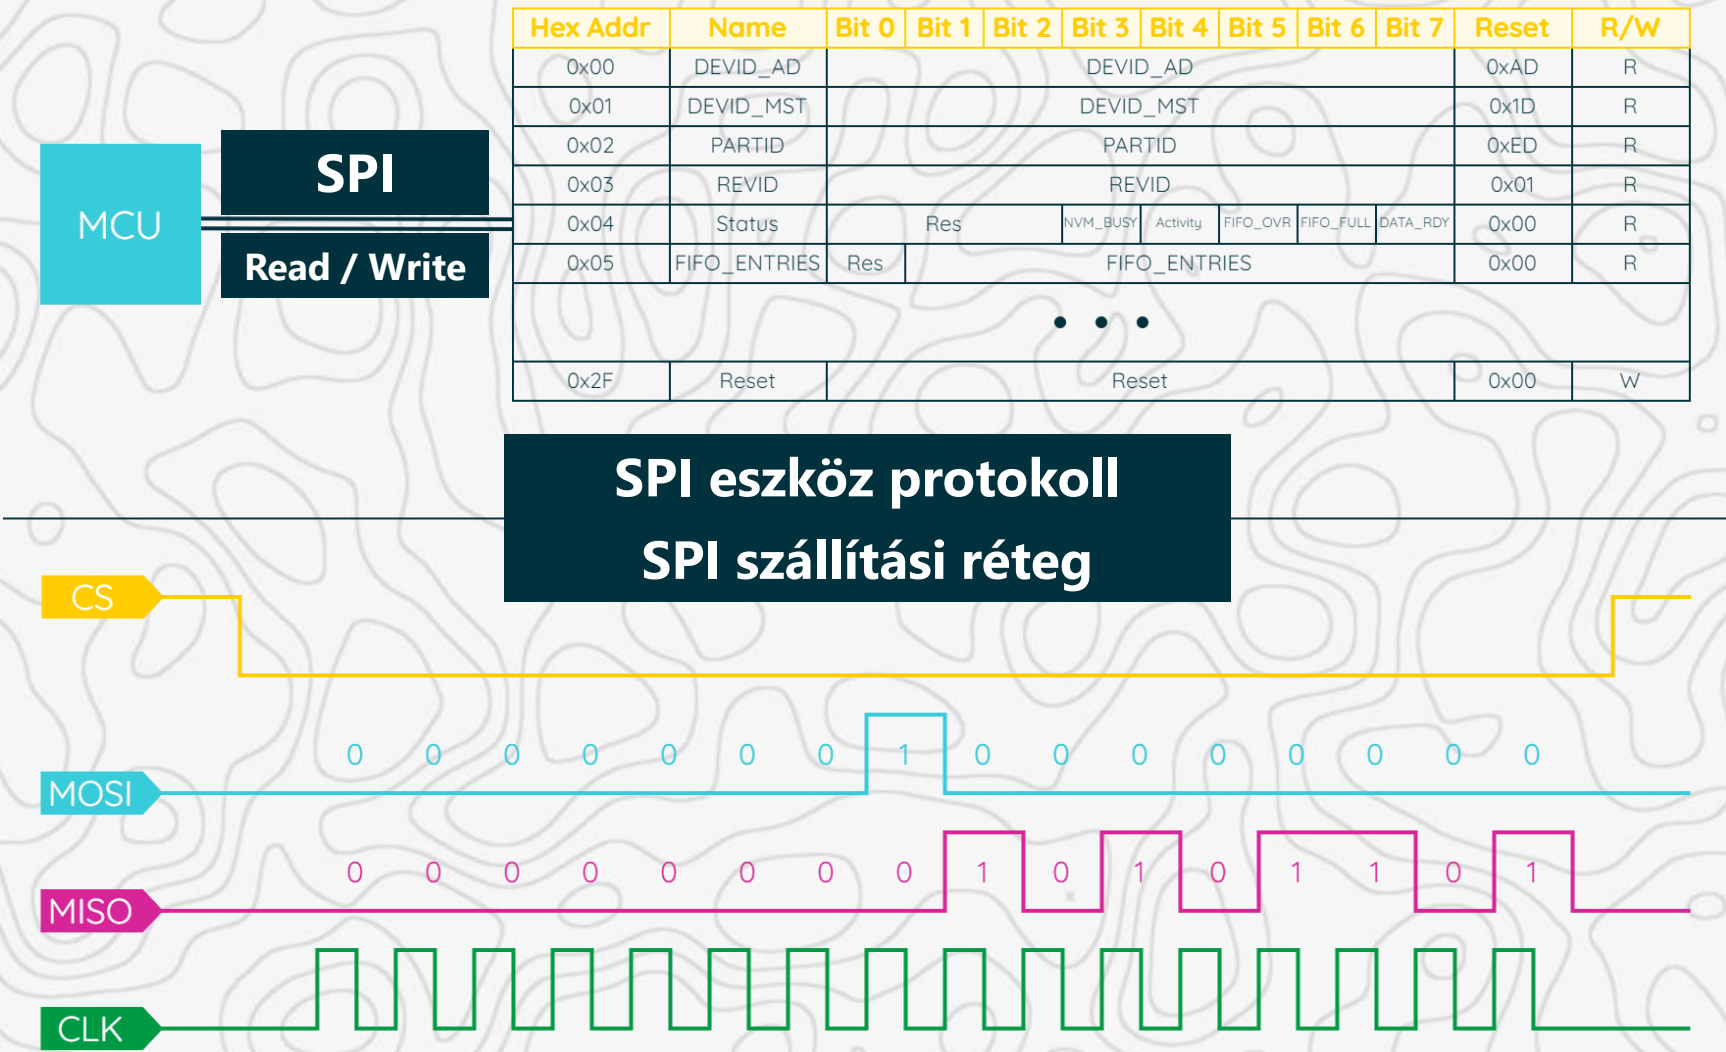 Hex Addr Name Bit 0 Bit 1 Bit 2 Bit 3 Bit 4 Bit 5 Bit 6 Bit 7 Reset R/W
0x00 DEVID_AD DEVID_AD 0xAD R
0x01 DEVID_MST DEVID_MST 0x1D R
0x02 PARTID PARTID 0xED R
0x03 REVID REVID 0x01 R
0x04 Status Res NVM_BUSY Activity FIFO_OVR FIFO_FULL DATA_RDY 0x00 R
0x05 FIFO_ENTRIES Res FIFO_ENTRIES 0x00 R
• • •
0x2F Reset Reset 0x00 W
MCU
SPI
Read / Write
SPI eszköz protokoll
SPI szállítási réteg
CS
MOSI 0 0 0 0 0 0 0 1 0 0 0 0 0 0 0 0
MISO 0 0 0 0 0 0 0 0 1 0 1 0 1 1 0 1
CLK